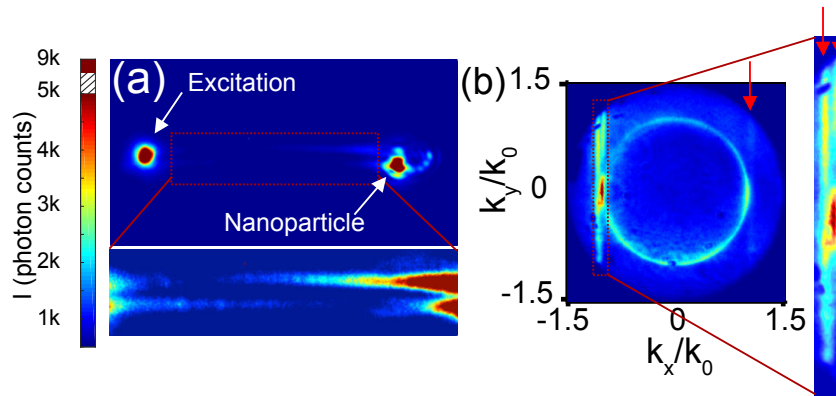 9k
5k
4k
3k
2k
1k
I (photon counts)
(a)
Excitation
Nanoparticle
(b)
1.5
0
-1.5
k_y/k_0
-1.5
0
1.5
k_x/k_0